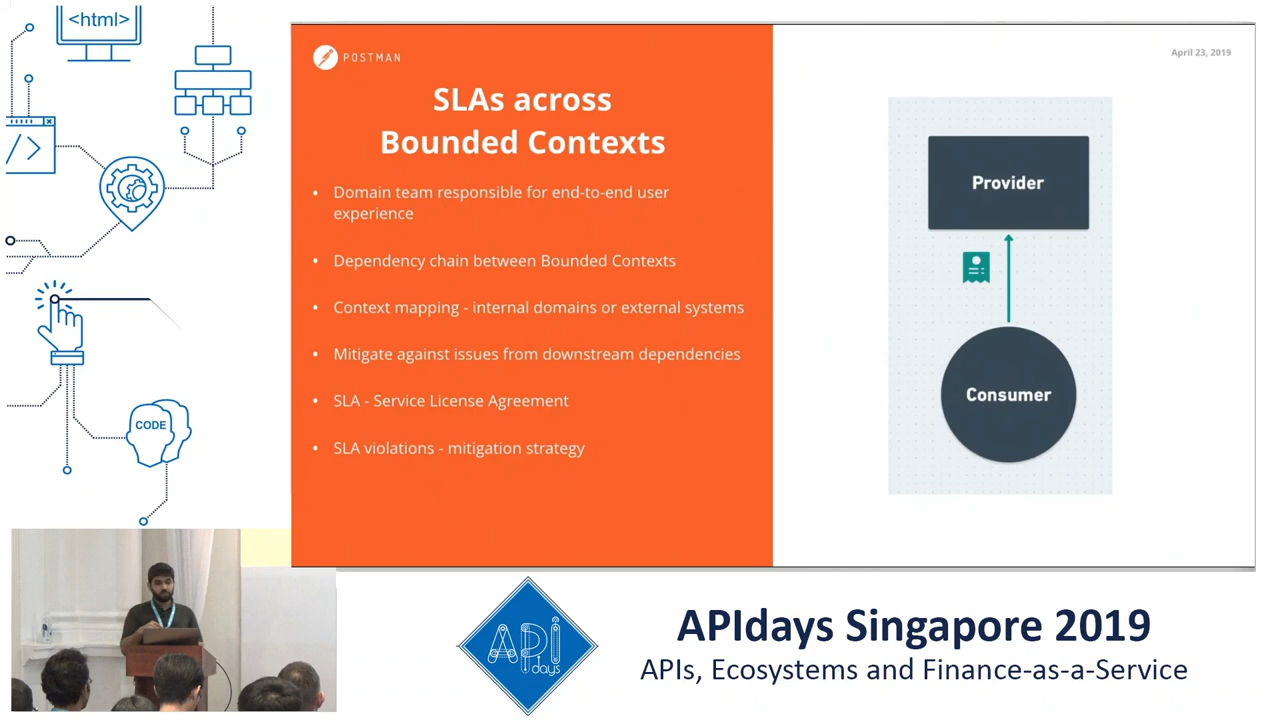 <html>
</>
CODE
POSTMAN
April 23, 2019
SLAs across
Bounded Contexts
• Domain team responsible for end-to-end user
experience
• Dependency chain between Bounded Contexts
• Context mapping - internal domains or external systems
• Mitigate against issues from downstream dependencies
• SLA - Service License Agreement
• SLA violations - mitigation strategy
Provider
Consumer
API
days
APIdays Singapore 2019
APIs, Ecosystems and Finance-as-a-Service